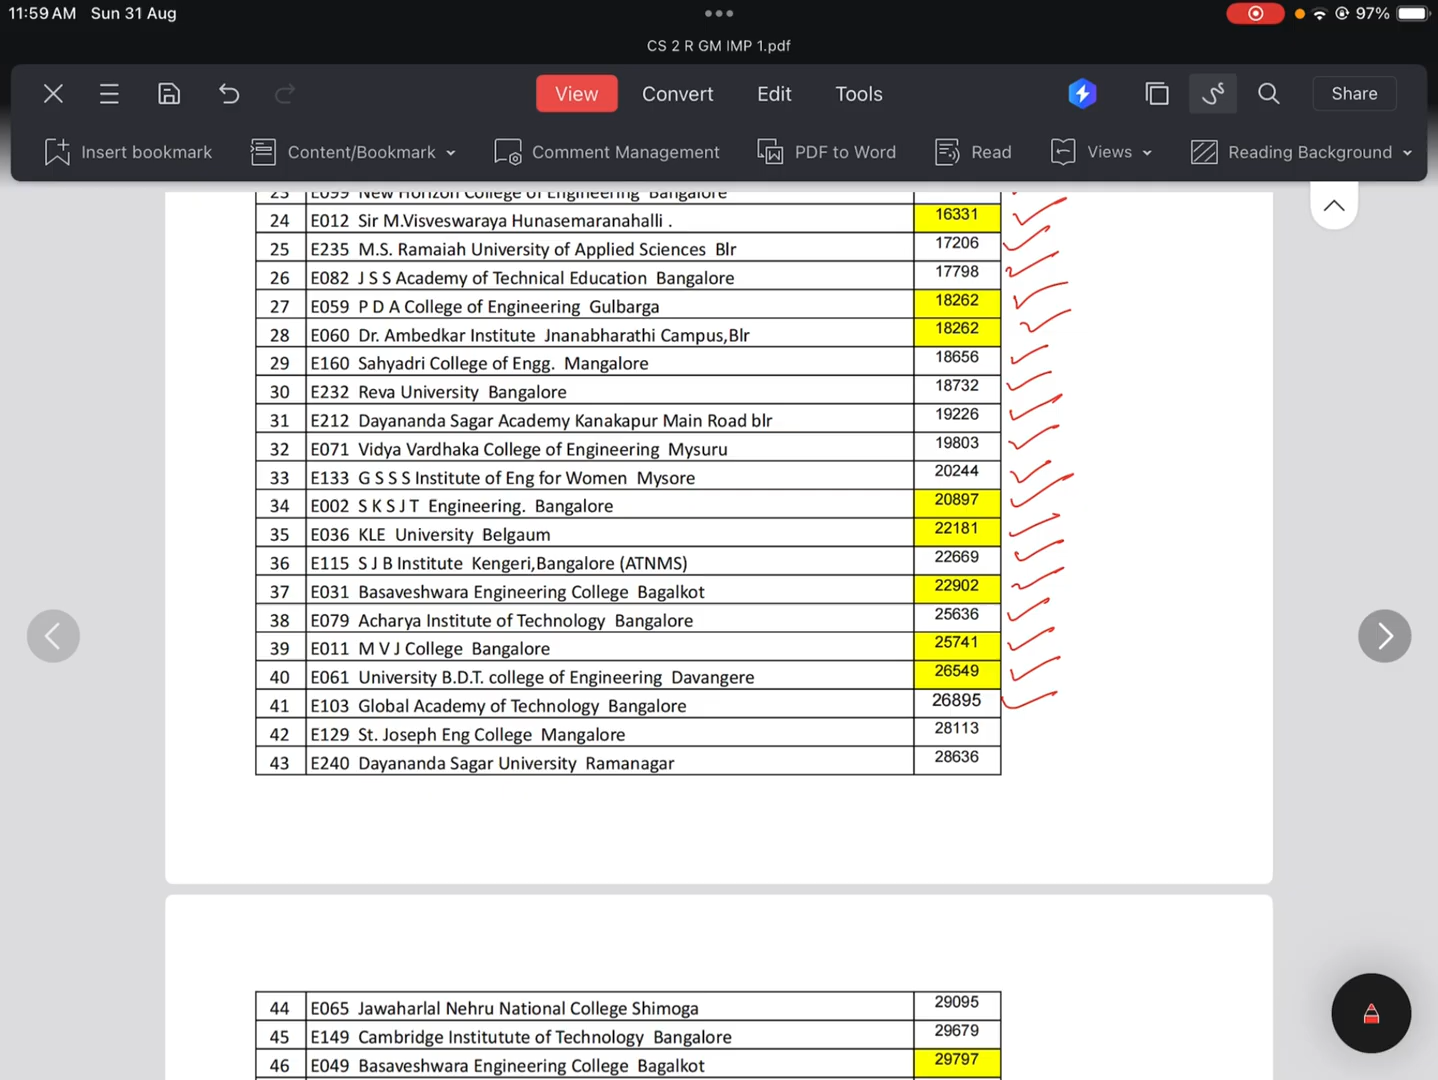 11:59 AM Sun 31 Aug
97%
CS 2 R GM IMP 1.pdf
View Convert Edit Tools Share
Insert bookmark Content/Bookmark Comment Management PDF to Word Read Views Reading Background
23 E099 New Horizon College of Engineering Bangalore
24 E012 Sir M.Visveswaraya Hunasemaranahalli . 16331
25 E235 M.S. Ramaiah University of Applied Sciences Blr 17206
26 E082 J S S Academy of Technical Education Bangalore 17798
27 E059 P D A College of Engineering Gulbarga 18262
28 E060 Dr. Ambedkar Institute Jnanabharathi Campus,Blr 18262
29 E160 Sahyadri College of Engg. Mangalore 18656
30 E232 Reva University Bangalore 18732
31 E212 Dayananda Sagar Academy Kanakapur Main Road blr 19226
32 E071 Vidya Vardhaka College of Engineering Mysuru 19803
33 E133 G S S S Institute of Eng for Women Mysore 20244
34 E002 S K S J T Engineering. Bangalore 20897
35 E036 KLE University Belgaum 22181
36 E115 S J B Institute Kengeri,Bangalore (ATNMS) 22669
37 E031 Basaveshwara Engineering College Bagalkot 22902
38 E079 Acharya Institute of Technology Bangalore 25636
39 E011 M V J College Bangalore 25741
40 E061 University B.D.T. college of Engineering Davangere 26549
41 E103 Global Academy of Technology Bangalore 26895
42 E129 St. Joseph Eng College Mangalore 28113
43 E240 Dayananda Sagar University Ramanagar 28636
44 E065 Jawaharlal Nehru National College Shimoga 29095
45 E149 Cambridge Institutute of Technology Bangalore 29679
46 E049 Basaveshwara Engineering College Bagalkot 29797